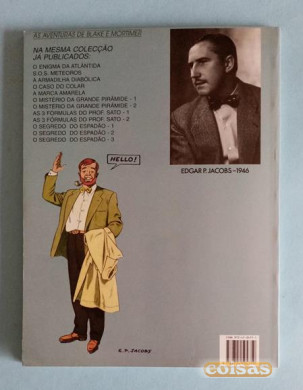 AS AVENTURAS DE BLAKE E MORTIMER
NA MESMA COLECÇÃO
JA PUBLICADOS:
O ENIGMA DA ATLÂNTIDA
S.O.S. METEOROS
A ARMADILHA DIABÓLICA
O CASO DO COLAR
A MARCA AMARELA
O MISTÉRIO DA GRANDE PIRÂMIDE - 1
O MISTÉRIO DA GRANDE PIRÂMIDE - 2
AS 3 FÓRMULAS DO PROF. SATO - 1
AS 3 FÓRMULAS DO PROF. SATO - 2
O SEGREDO DO ESPADÃO - 1
O SEGREDO DO ESPADÃO - 2
O SEGREDO DO ESPADÃO - 3
EDGAR P. JACOBS - 1946
HELLO!
E. P. JACOBS
coisas